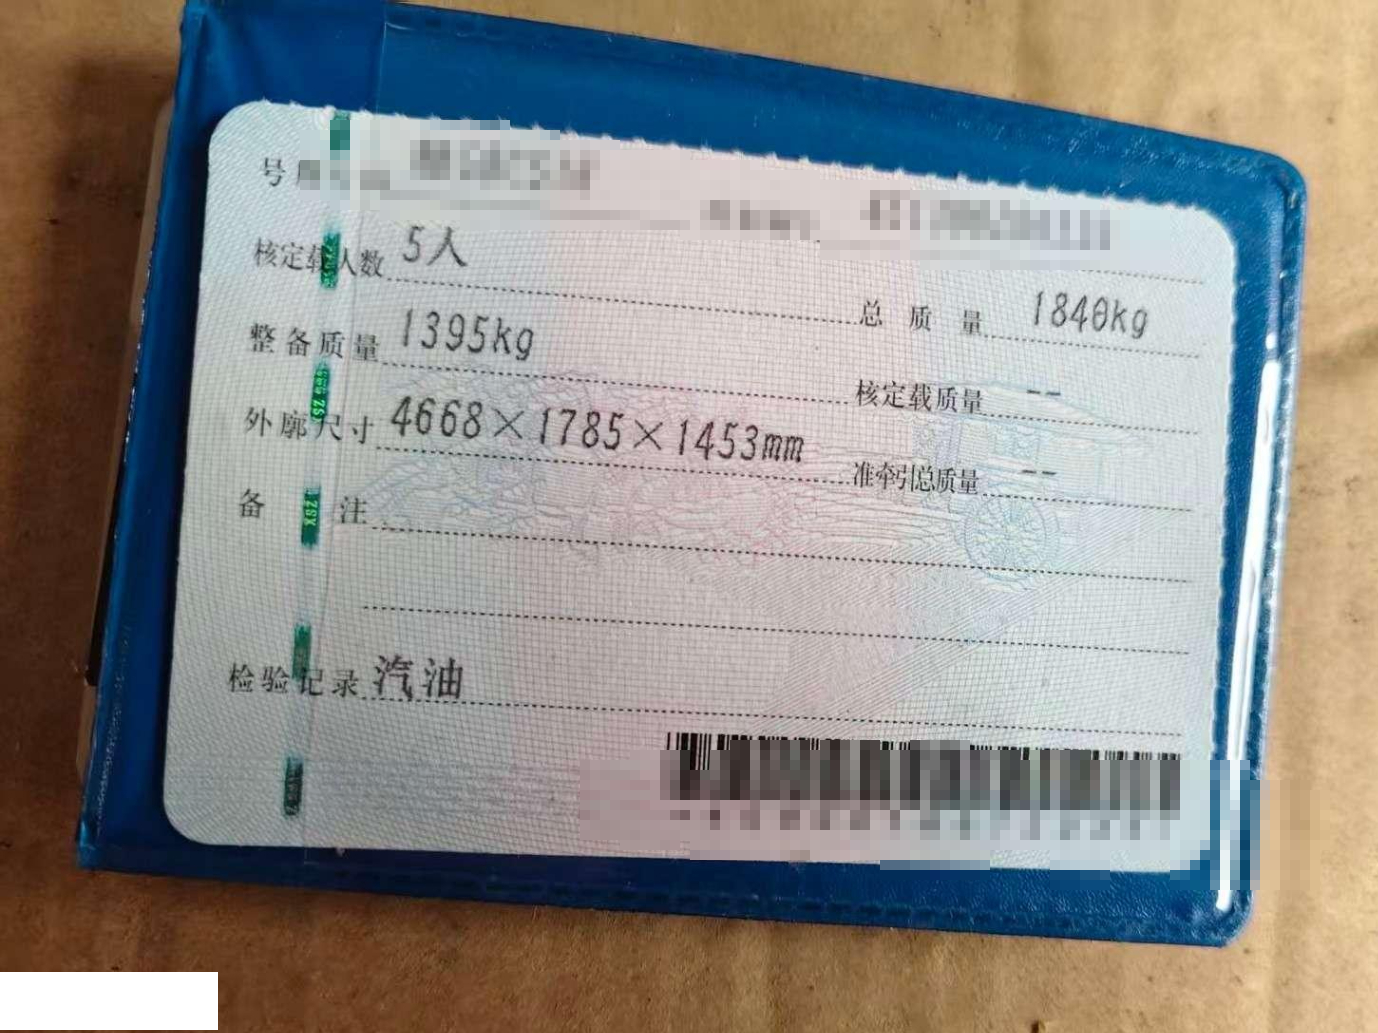 号
核定载人数 5人
总质量 1840kg
整备质量 1395kg
核定载质量 --
外廓尺寸 4668×1785×1453mm
准牵引总质量 --
备注
检验记录 汽油